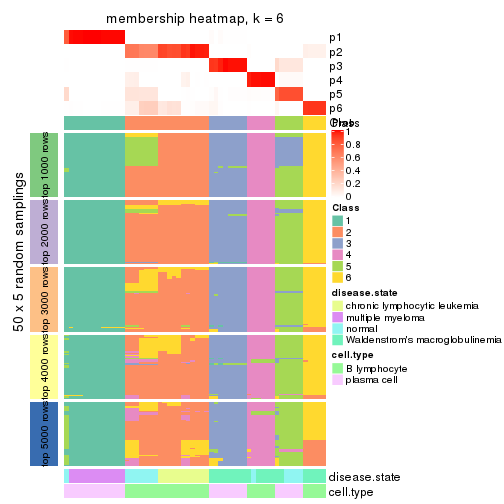 membership heatmap, k = 6
p1
p2
p3
p4
p5
p6
Class
Prob
1
0.8
0.6
0.4
0.2
0
Class
1
2
3
4
5
6
disease.state
chronic lymphocytic leukemia
multiple myeloma
normal
Waldenstrom's macroglobulinemia
cell.type
B lymphocyte
plasma cell
50 x 5 random samplings
top 1000 rows
top 2000 rows
top 3000 rows
top 4000 rows
top 5000 rows
disease.state
cell.type